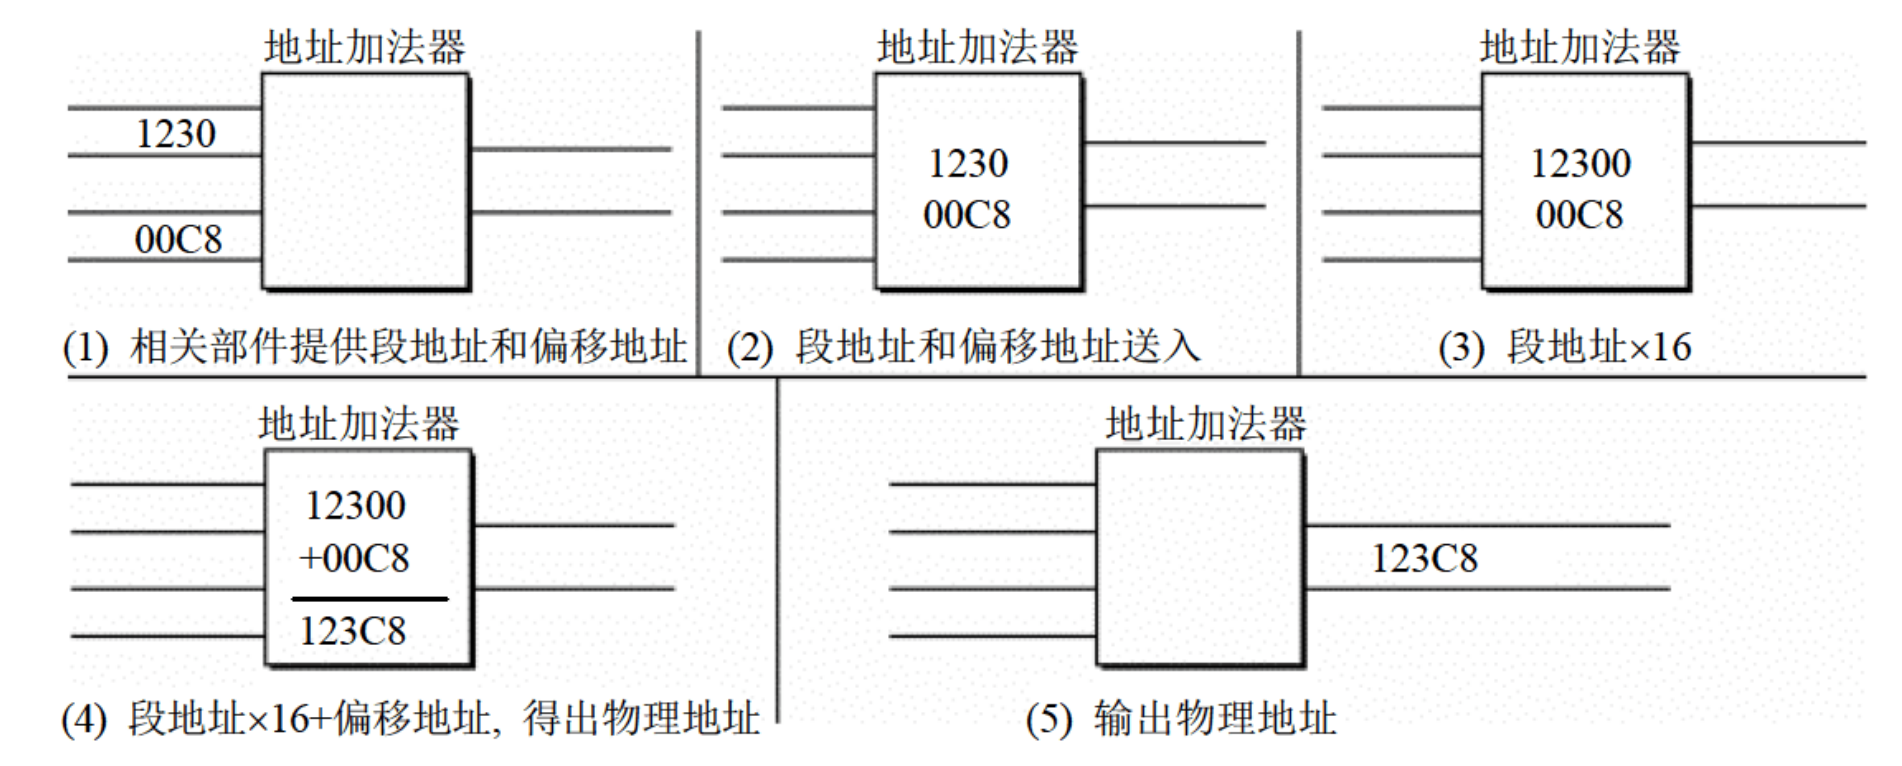 地址加法器
1230
00C8
(1) 相关部件提供段地址和偏移地址
地址加法器
1230
00C8
(2) 段地址和偏移地址送入
地址加法器
12300
00C8
(3) 段地址×16
地址加法器
12300
+00C8
123C8
(4) 段地址×16+偏移地址, 得出物理地址
地址加法器
123C8
(5) 输出物理地址